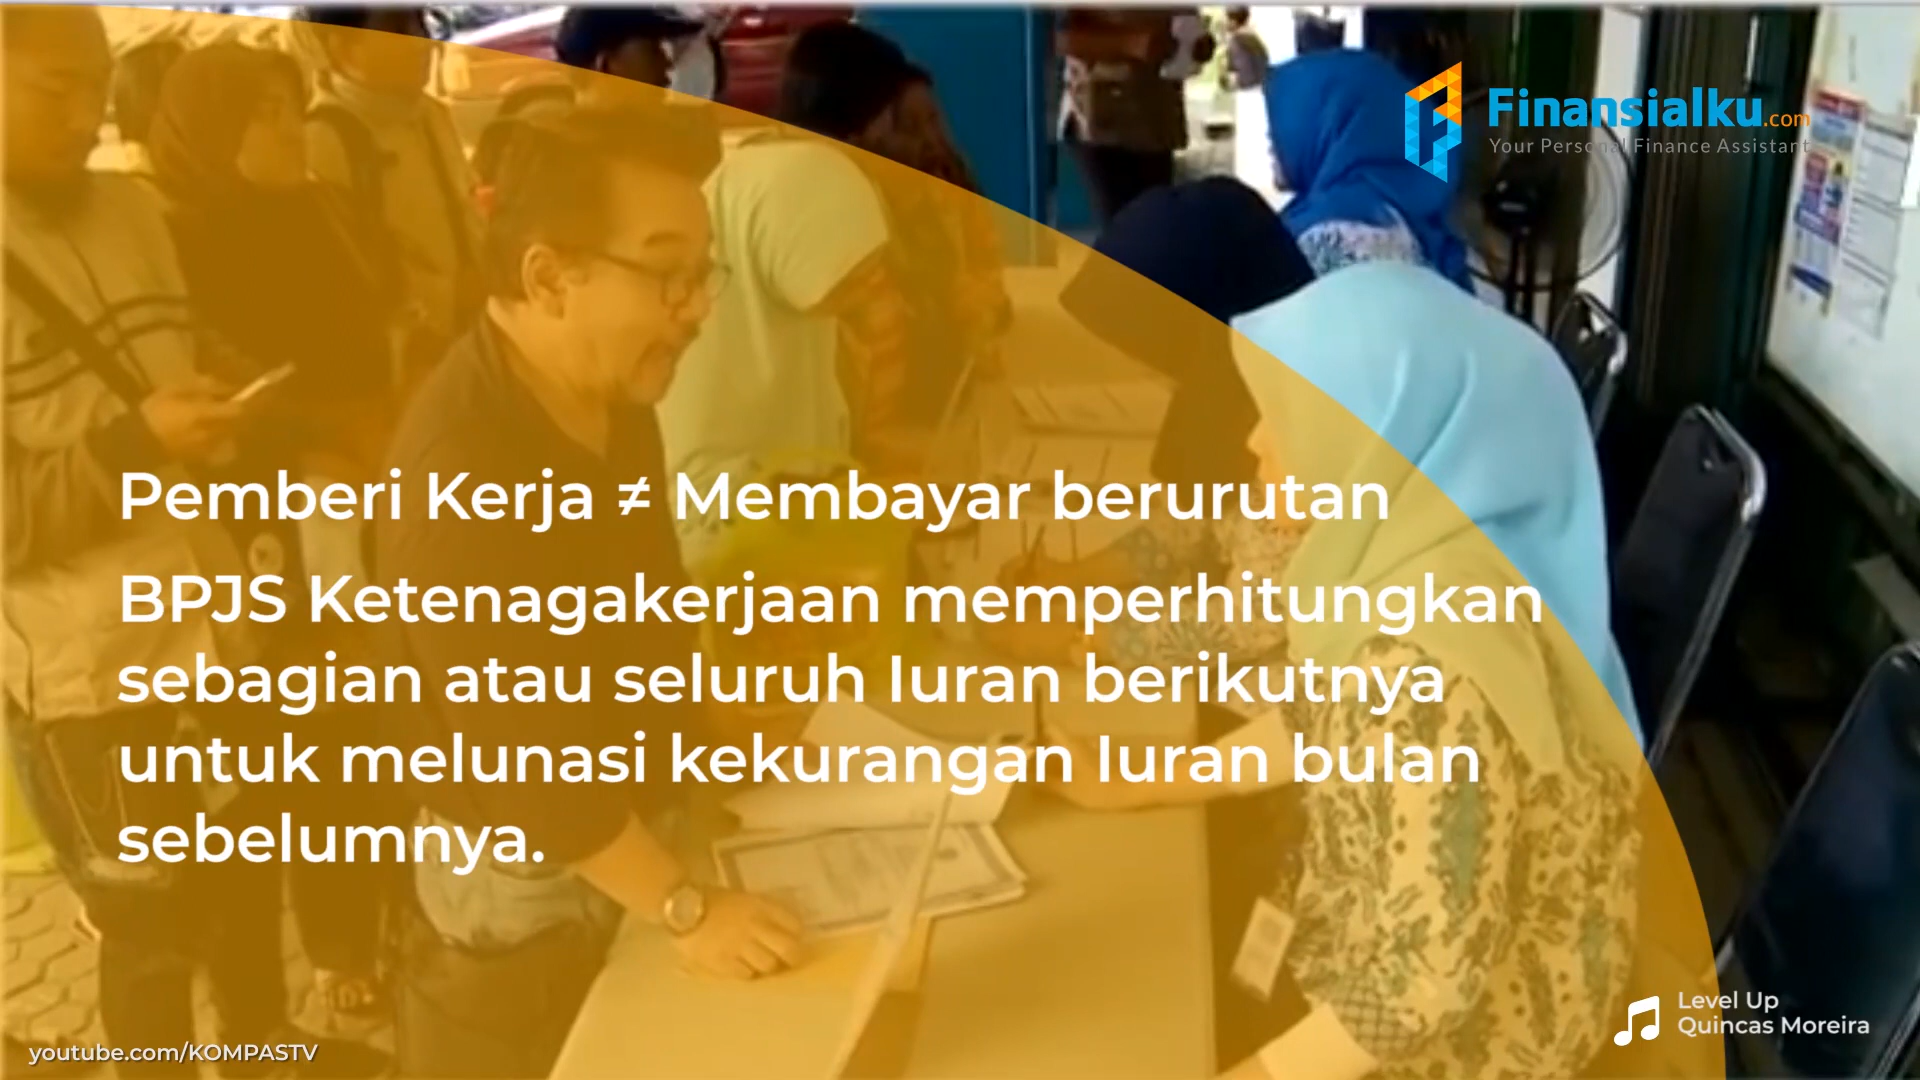 Finansialku.com
Your Personal Finance Assistant
Pemberi Kerja ≠ Membayar berurutan
BPJS Ketenagakerjaan memperhitungkan
sebagian atau seluruh Iuran berikutnya
untuk melunasi kekurangan Iuran bulan
sebelumnya.
Level Up
Quincas Moreira
youtube.com/KOMPASTV